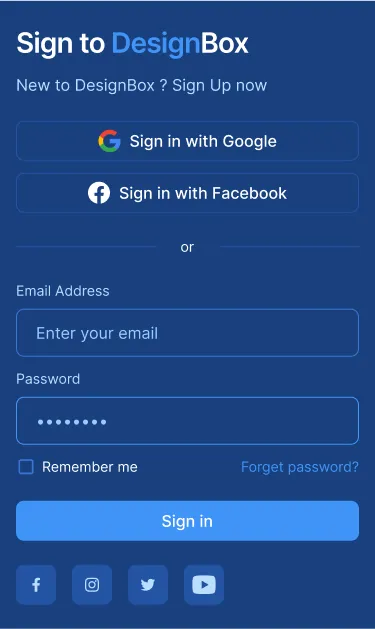 Sign to DesignBox
New to DesignBox ? Sign Up now
Sign in with Google
Sign in with Facebook
or
Email Address
Enter your email
Password
Remember me
Forget password?
Sign in